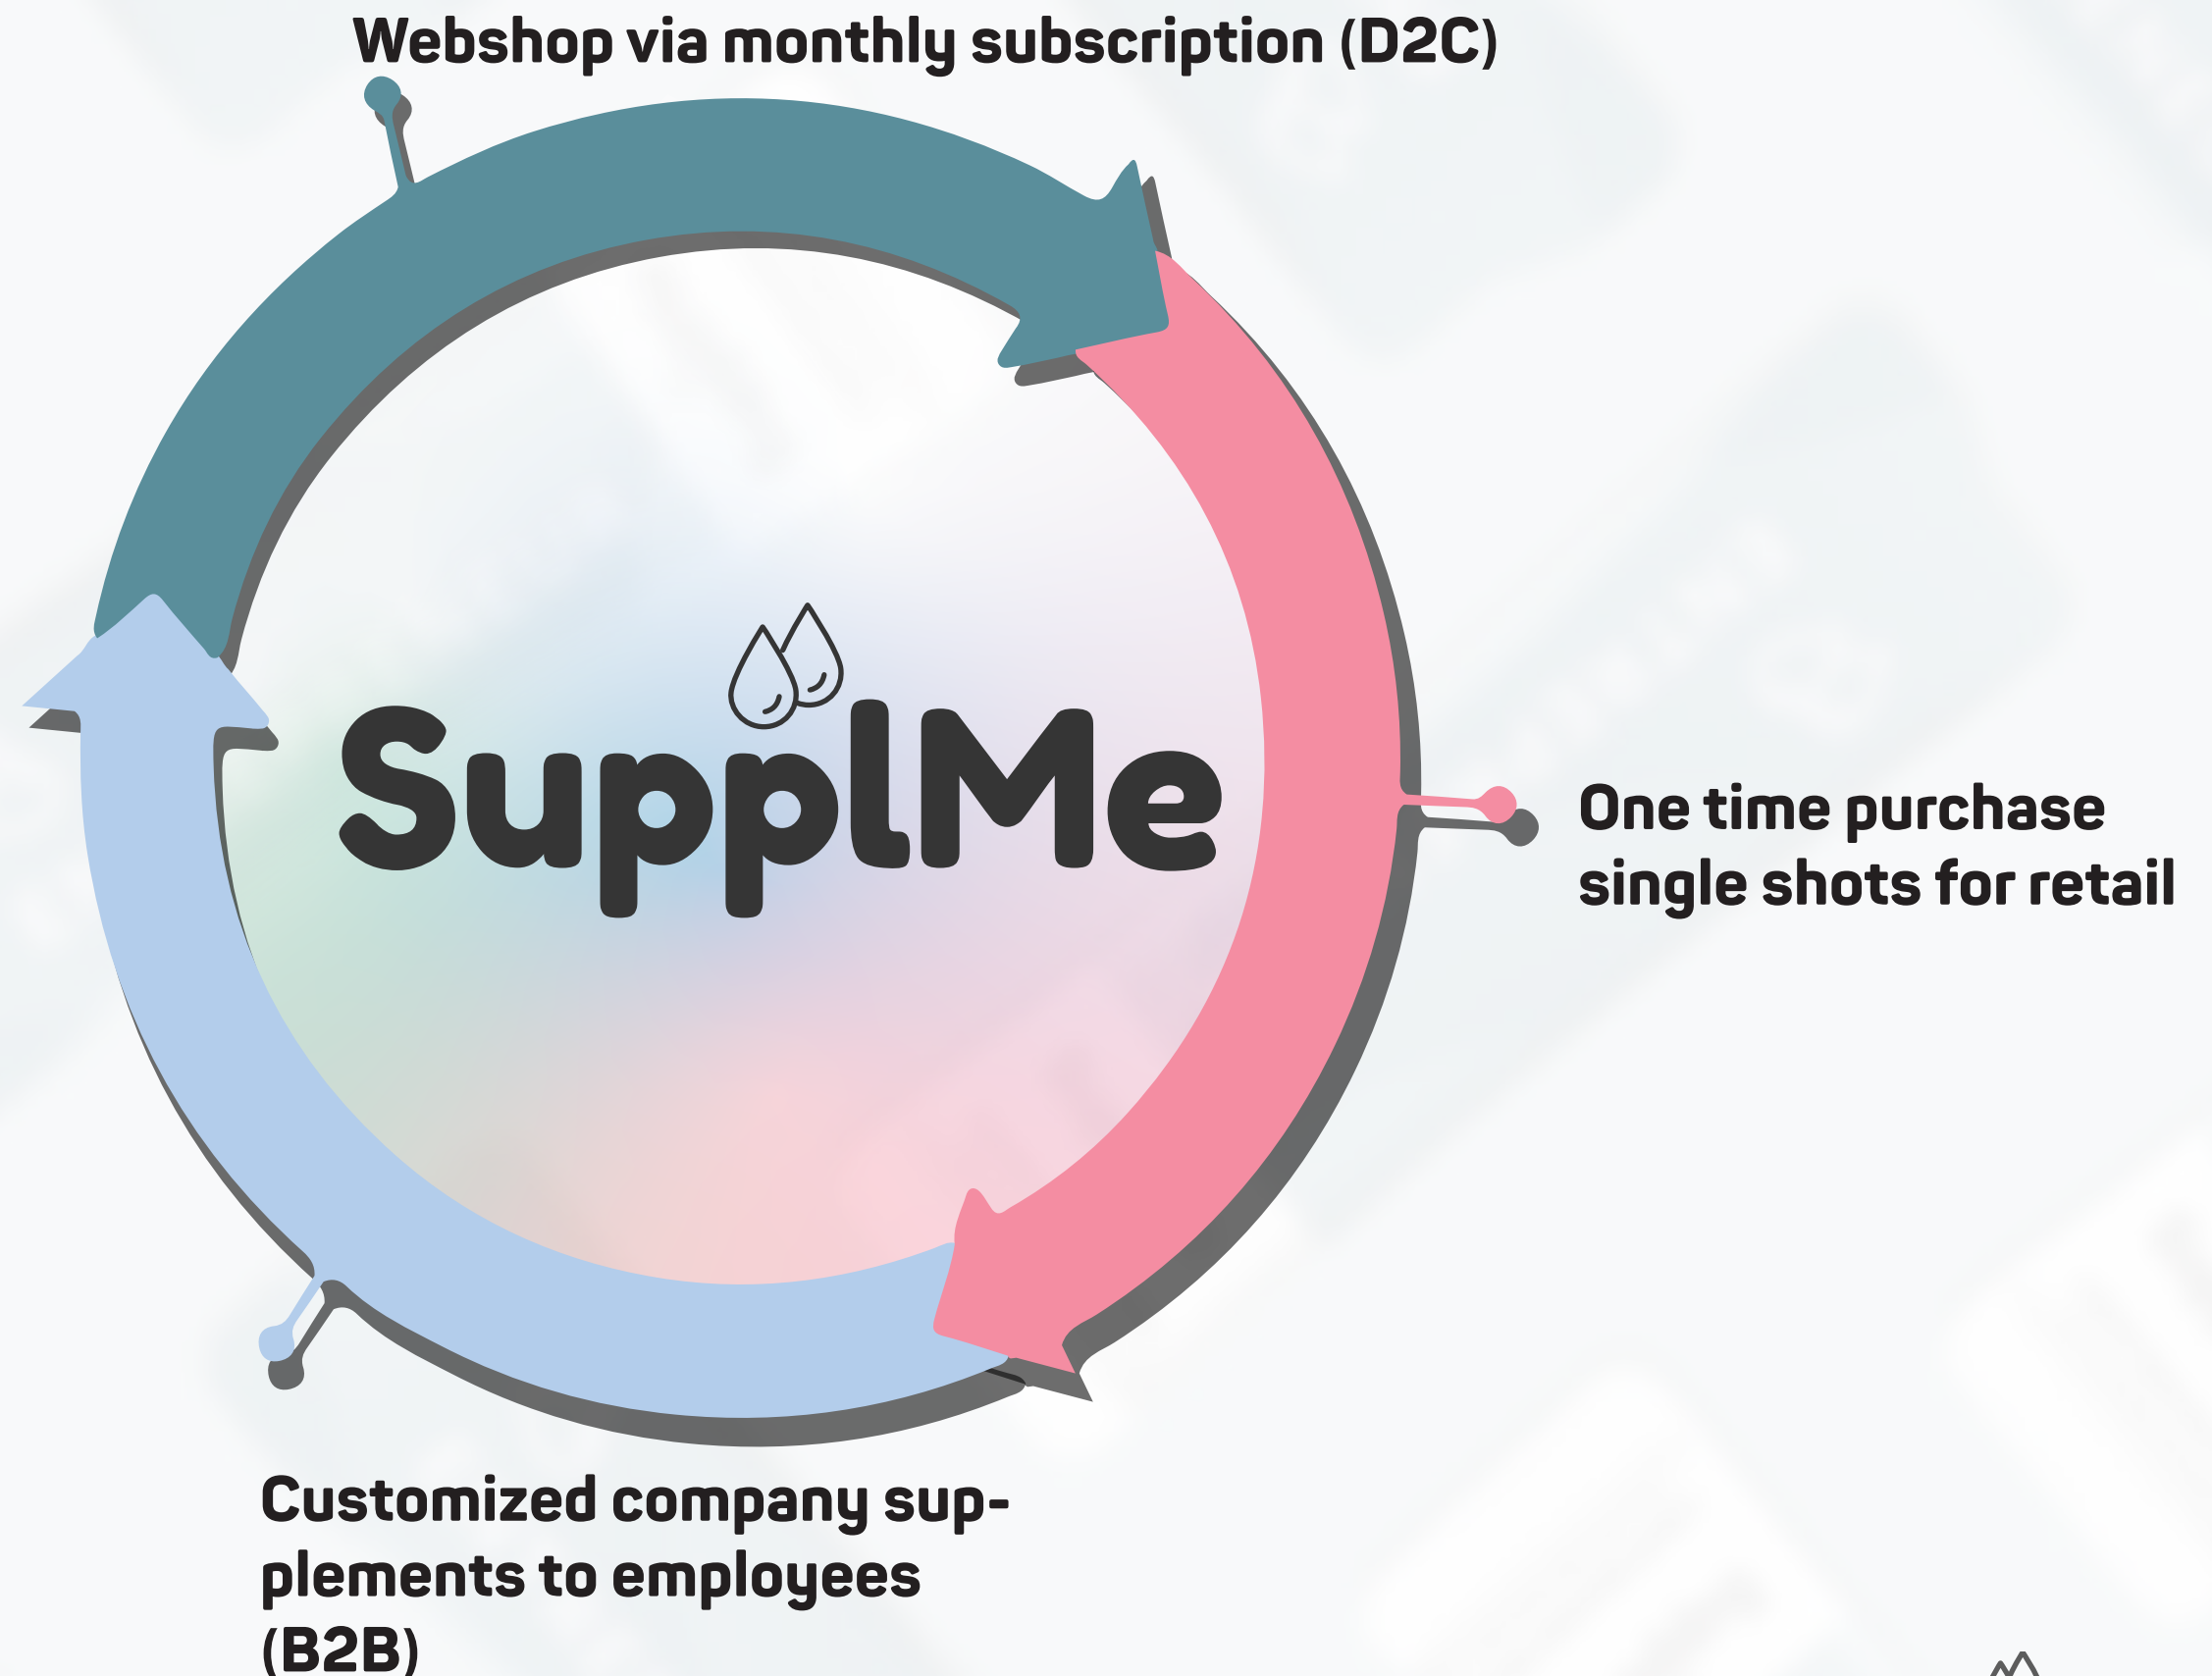 Webshop via monthly subscription (D2C)
SupplMe
One time purchase
single shots for retail
Customized company sup-
plements to employees
(B2B)